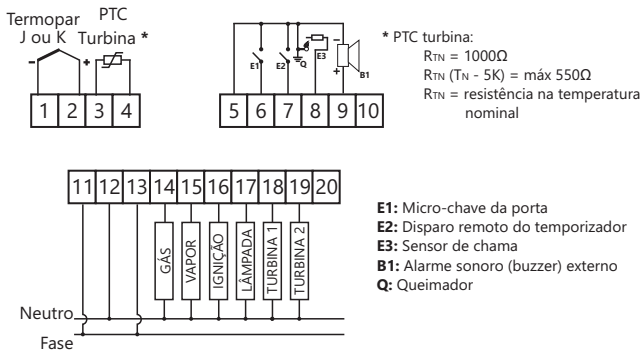 Termopar
J ou K
PTC
Turbina *
- +
1 2 3 4
E1 E2 Q E3 - + B1
5 6 7 8 9 10
* PTC turbina:
RTN = 1000Ω
RTN (TN - 5K) = máx 550Ω
RTN = resistência na temperatura
nominal
11 12 13 14 15 16 17 18 19 20
GÁS
VAPOR
IGNIÇÃO
LÂMPADA
TURBINA 1
TURBINA 2
Neutro
Fase
E1: Micro-chave da porta
E2: Disparo remoto do temporizador
E3: Sensor de chama
B1: Alarme sonoro (buzzer) externo
Q: Queimador